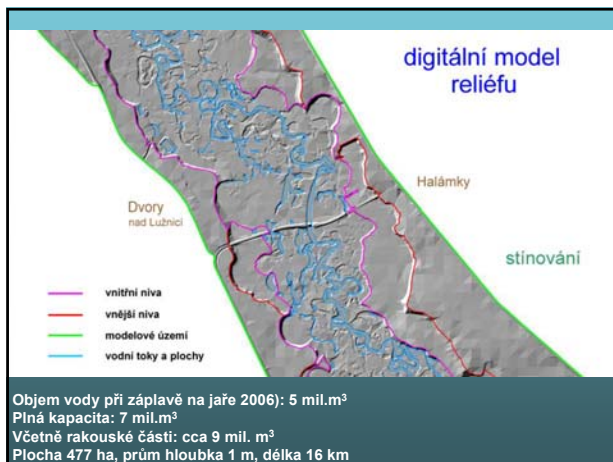 digitální model
reliéfu
Halámky
Dvory
nad Lužnicí
stínování
vnitřní niva
vnější niva
modelové území
vodní toky a plochy
Objem vody při záplavě na jaře 2006): 5 mil.m³
Plná kapacita: 7 mil.m³
Včetně rakouské části: cca 9 mil. m³
Plocha 477 ha, prům hloubka 1 m, délka 16 km